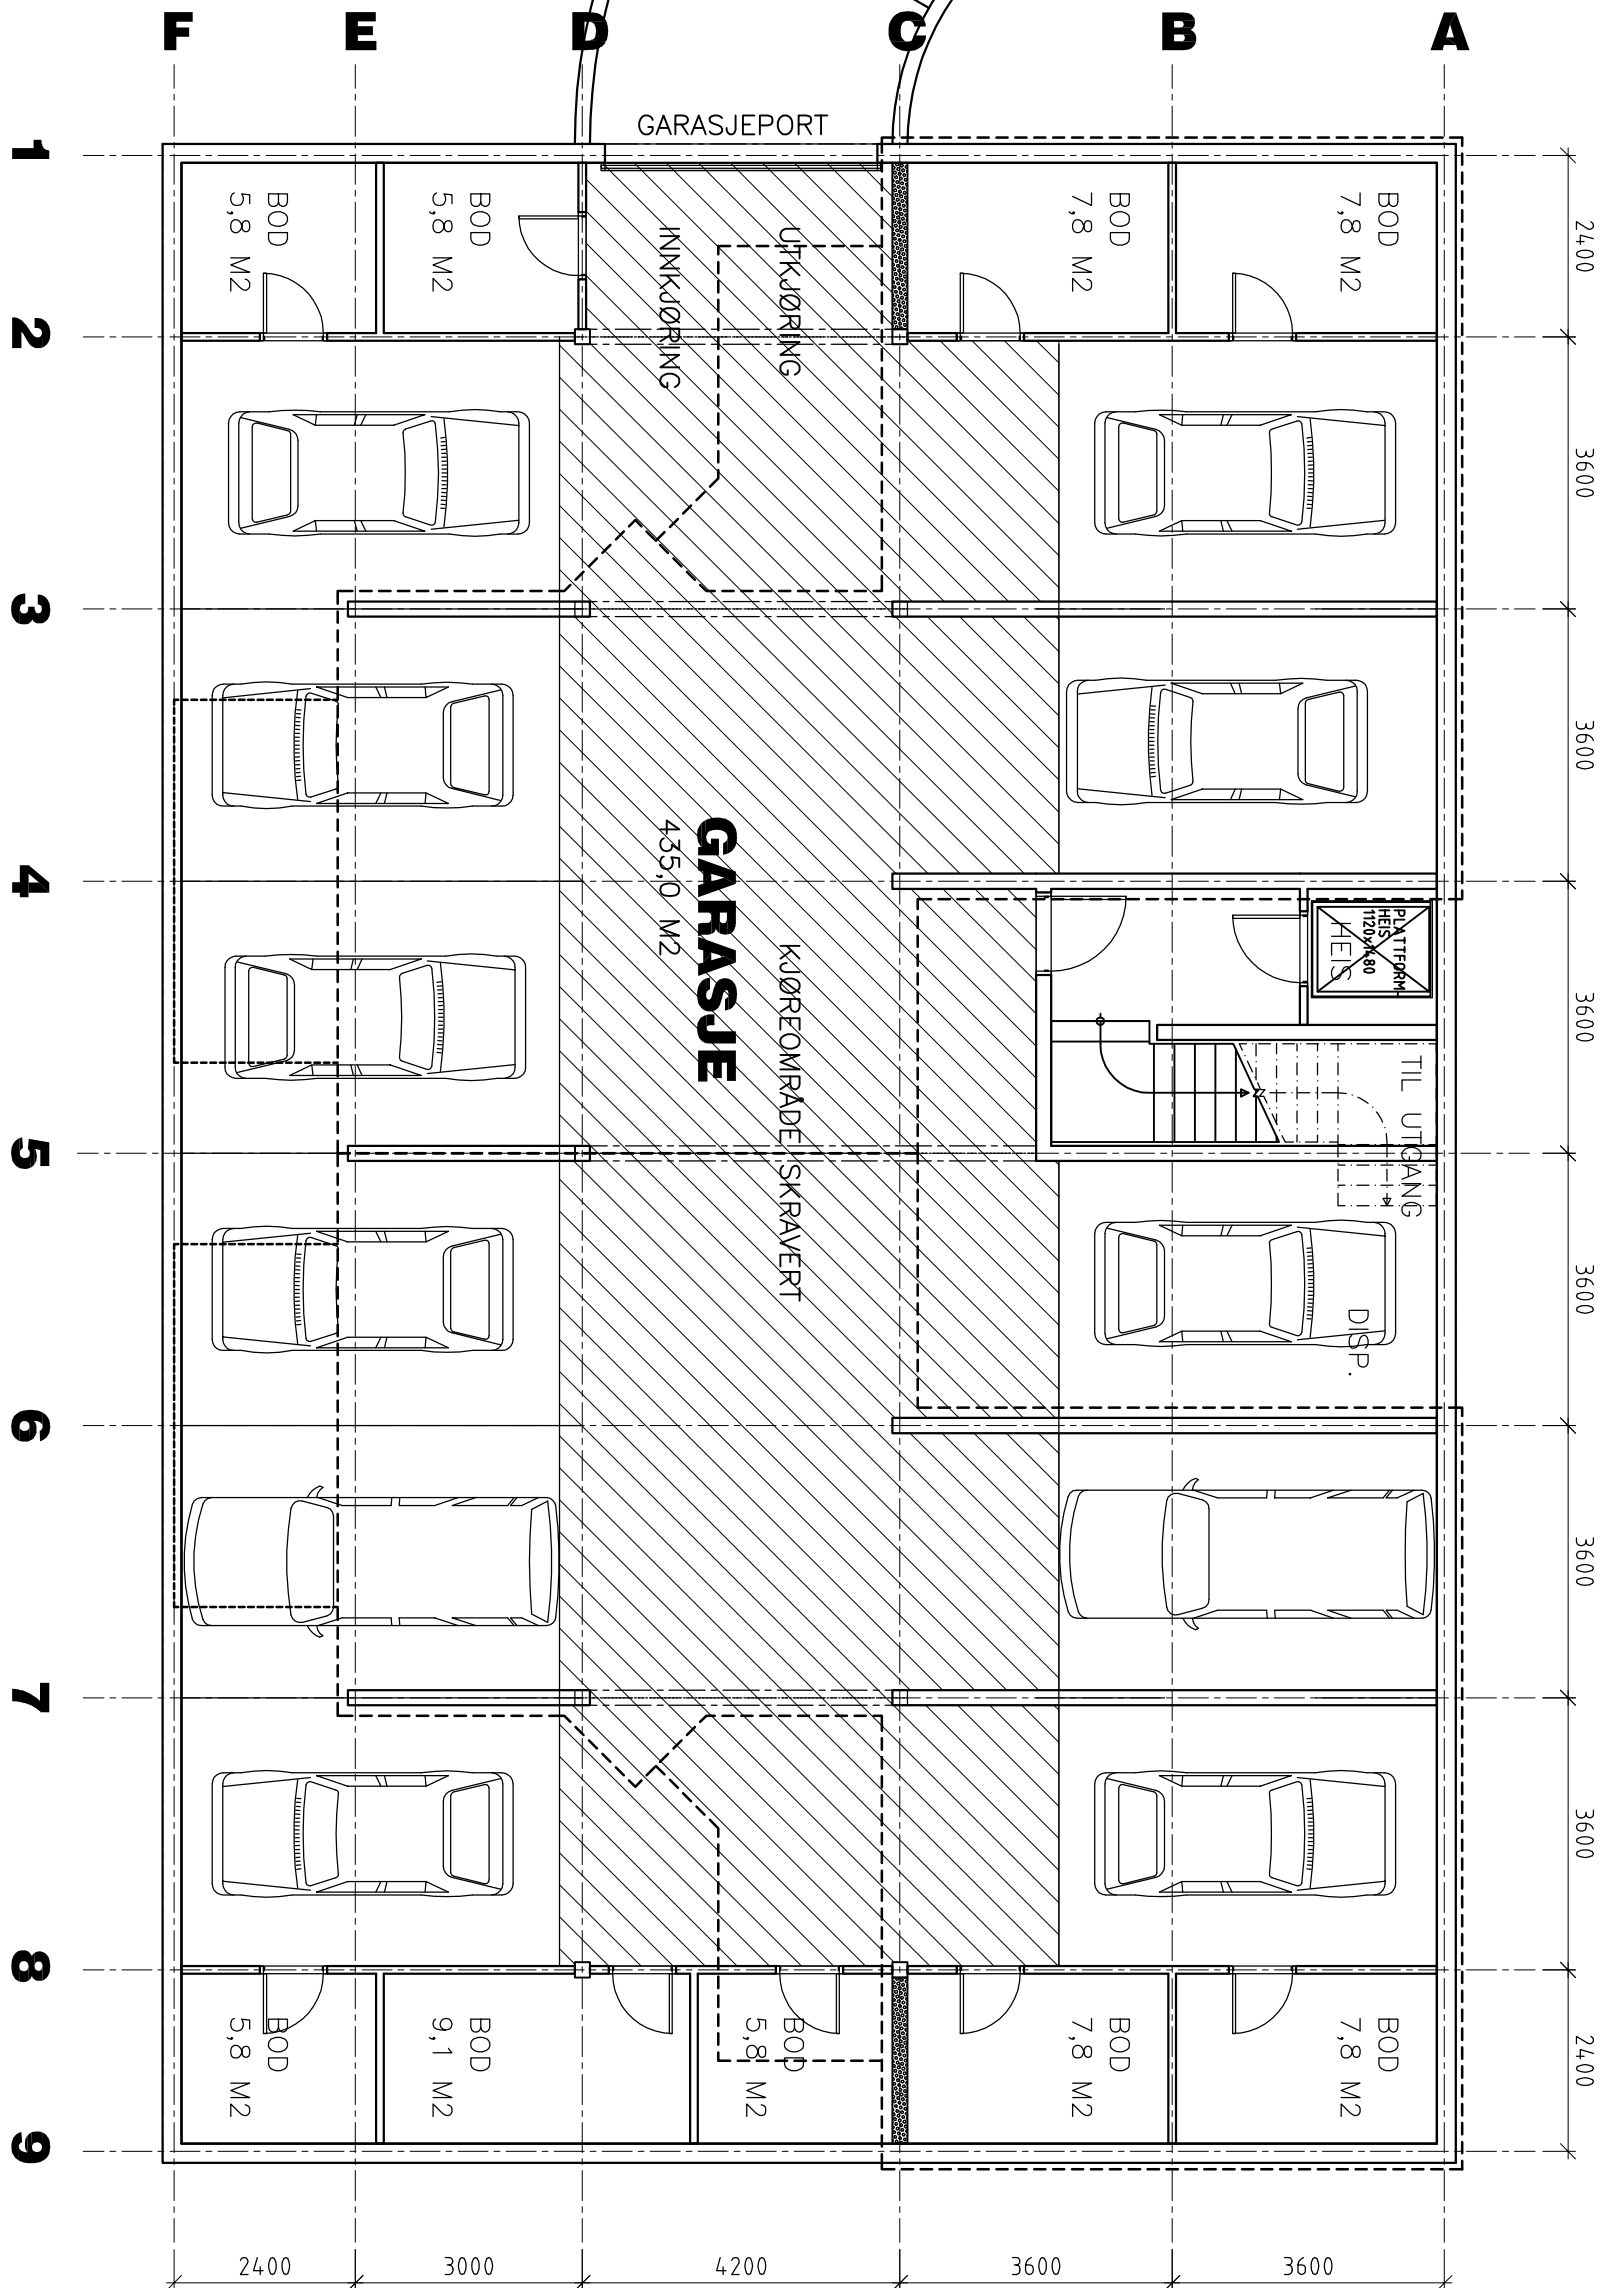 F E D C B A
GARASJEPORT
1
2
3
4
5
6
7
8
9
BOD
5,8 M2
BOD
5,8 M2
INNKJØRING
UTKJØRING
BOD
7,8 M2
BOD
7,8 M2
2400
3600
3600
3600
3600
3600
3600
2400
GARASJE
435,0 M2
KJØREOMRÅDE SKRAVERT
PLATTFORM-
HEIS
1120x1480
HEIS
TIL UTGANG
DISP.
BOD
5,8 M2
BOD
9,1 M2
BOD
5,8 M2
BOD
7,8 M2
BOD
7,8 M2
2400 3000 4200 3600 3600